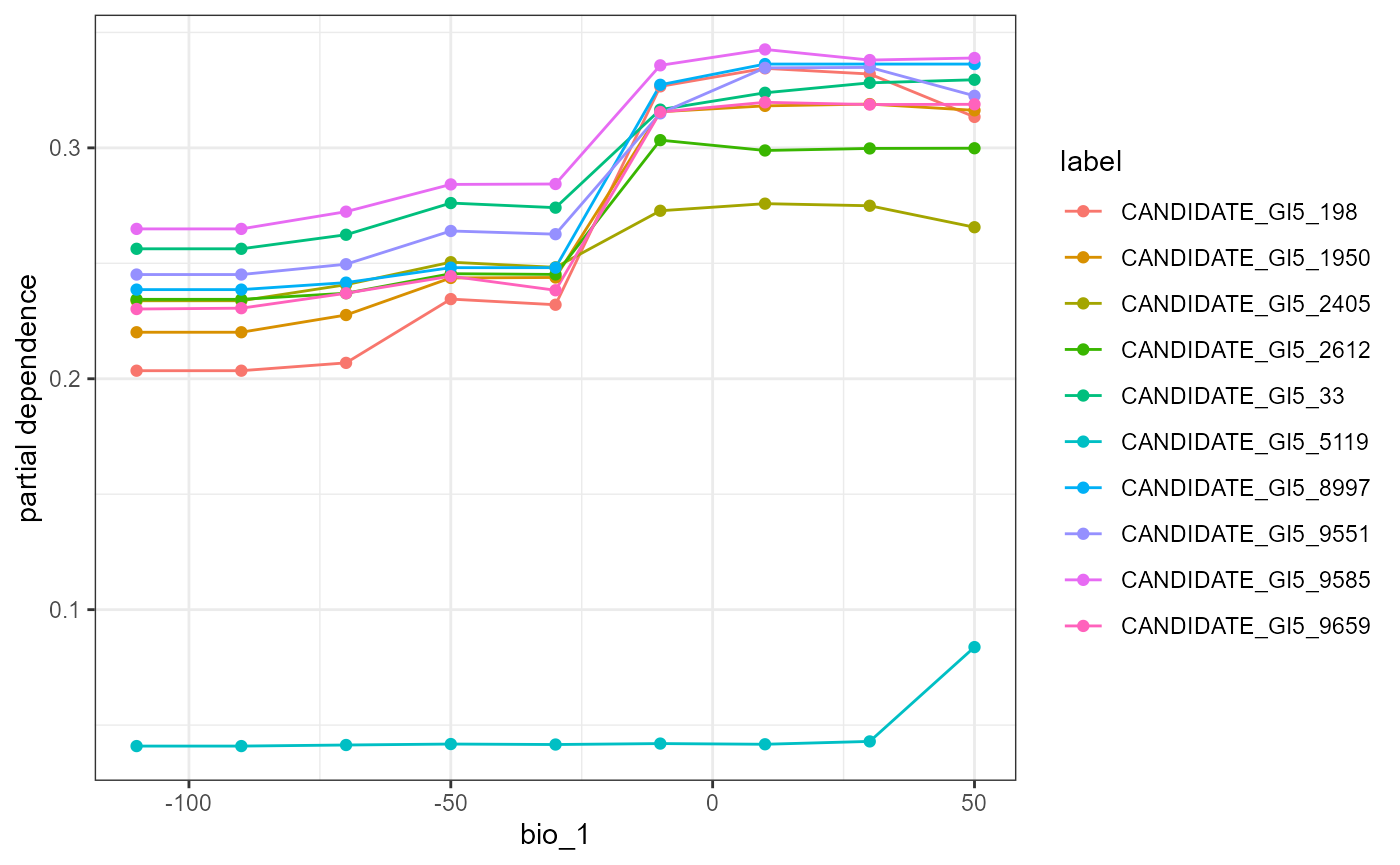 partial dependence
0.3
0.2
0.1
-100
-50
0
50
bio_1
label
CANDIDATE_GI5_198
CANDIDATE_GI5_1950
CANDIDATE_GI5_2405
CANDIDATE_GI5_2612
CANDIDATE_GI5_33
CANDIDATE_GI5_5119
CANDIDATE_GI5_8997
CANDIDATE_GI5_9551
CANDIDATE_GI5_9585
CANDIDATE_GI5_9659